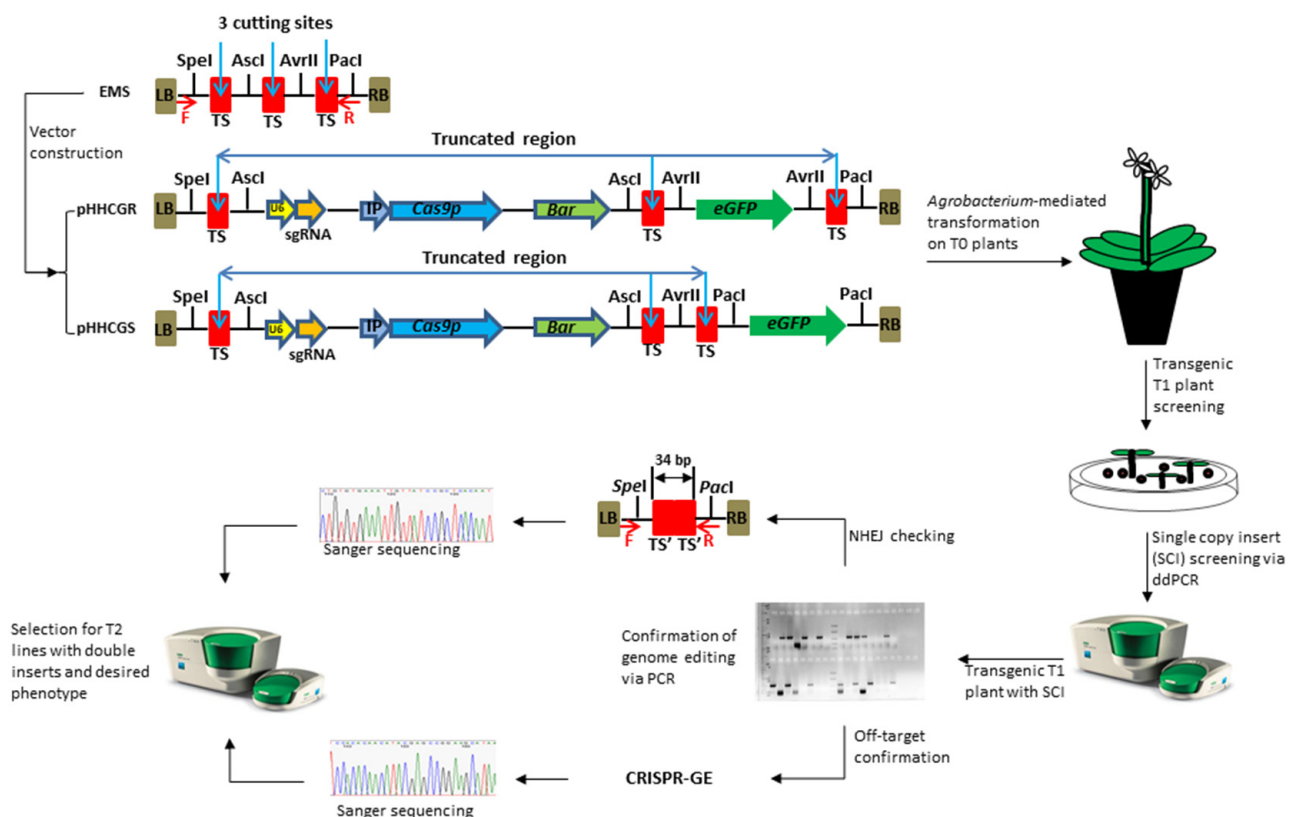 3 cutting sites
SpeI AscI AvrII PacI
EMS LB RB
F R
TS TS TS
Vector
construction
Truncated region
SpeI AscI AscI AvrII AvrII PacI
pHHCGR LB U6 TP Cas9p Bar eGFP RB
TS sgRNA TS TS
Truncated region
SpeI AscI AscI AvrII PacI PacI
pHHCGS LB U6 TP Cas9p Bar eGFP RB
TS sgRNA TS TS
Agrobacterium-mediated
transformation
on T0 plants
Transgenic
T1 plant
screening
Single copy insert
(SCI) screening via
ddPCR
Transgenic T1
plant with SCI
Confirmation of
genome editing
via PCR
NHEJ checking
34 bp
SpeI PacI
LB RB
F R
TS' TS'
Sanger sequencing
Off-target
confirmation
CRISPR-GE
Sanger sequencing
Selection for T2
lines with double
inserts and desired
phenotype